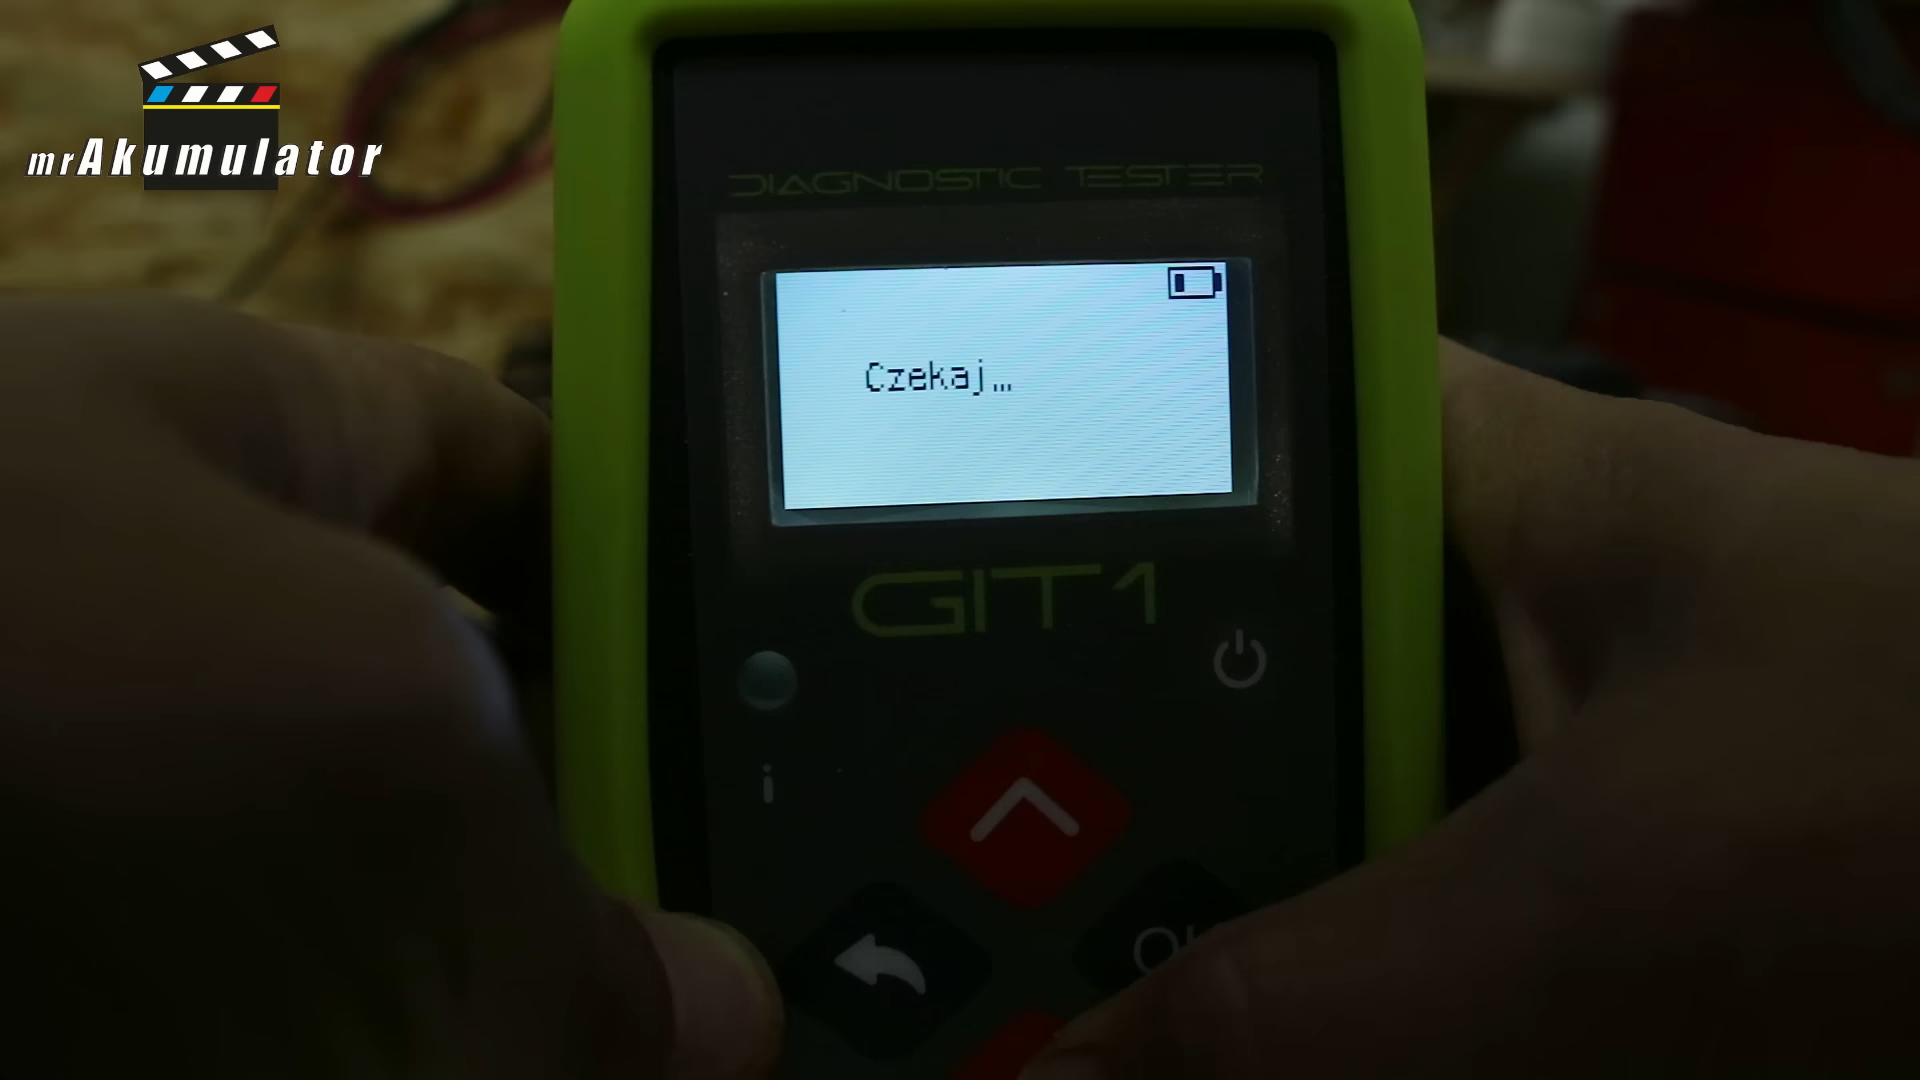 mrAkumulator
DIAGNOSTIC TESTER
Czekaj...
GIT1
i